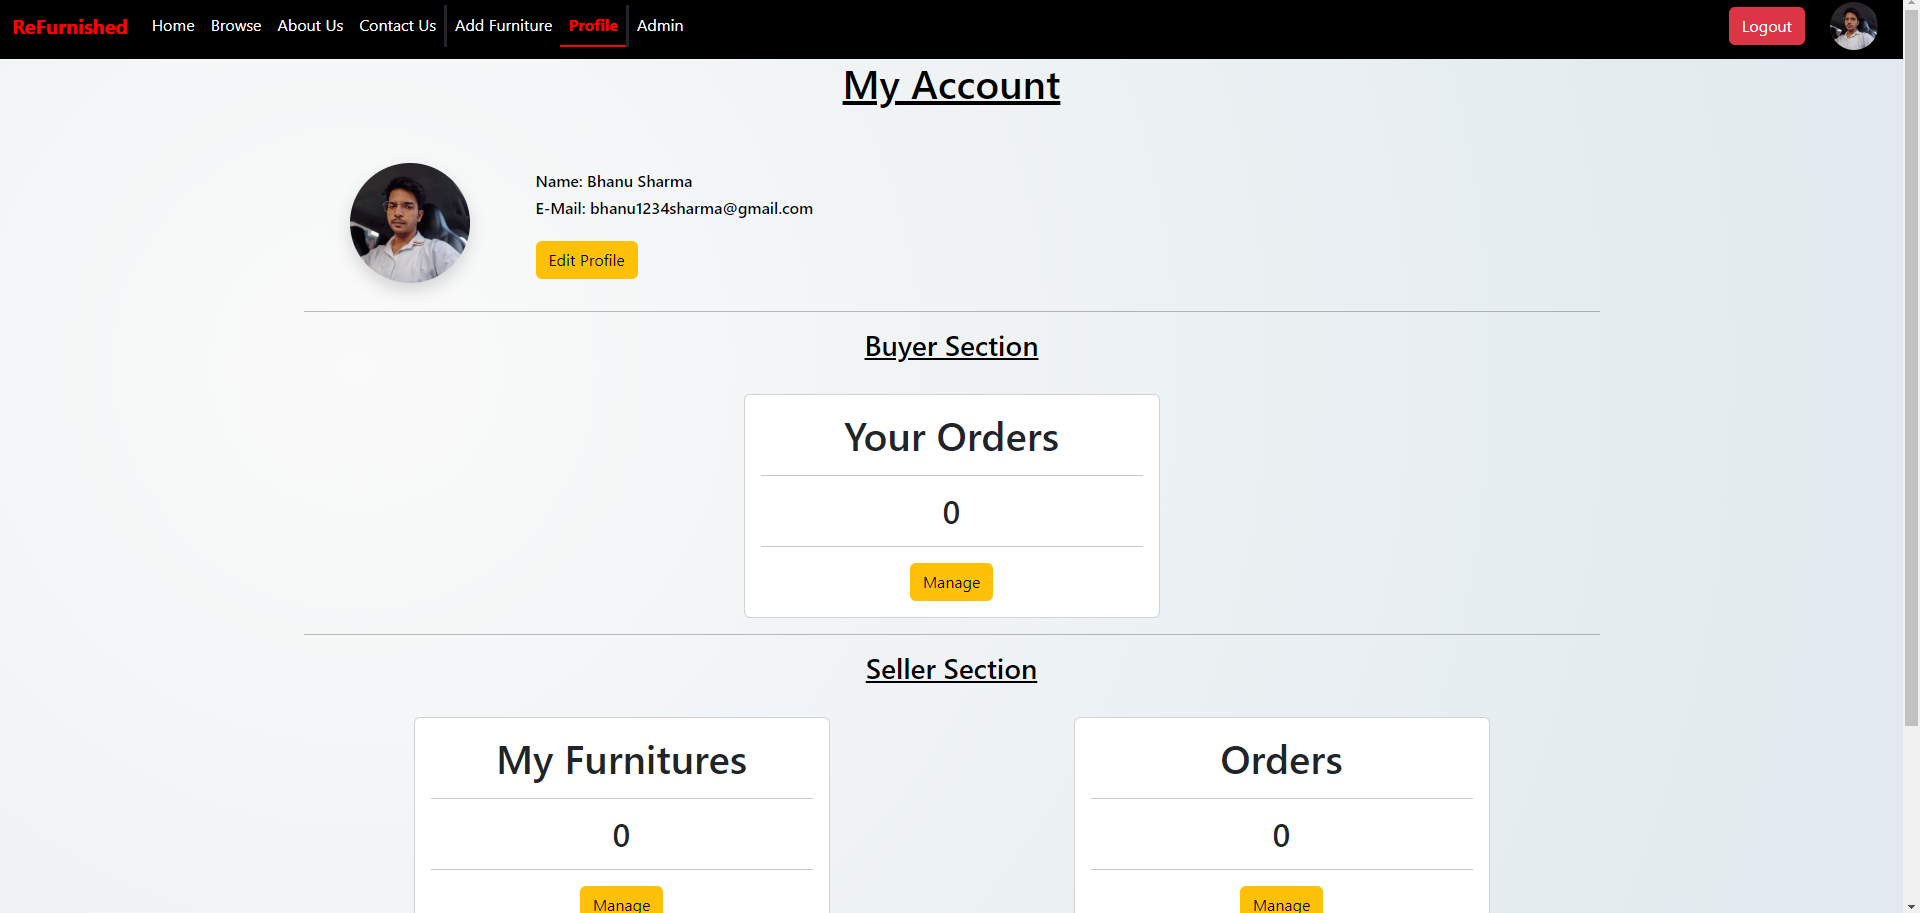 ReFurnished Home Browse About Us Contact Us Add Furniture Profile Admin Logout
My Account
Name: Bhanu Sharma
E-Mail: bhanu1234sharma@gmail.com
Edit Profile
Buyer Section
Your Orders
0
Manage
Seller Section
My Furnitures
0
Manage
Orders
0
Manage